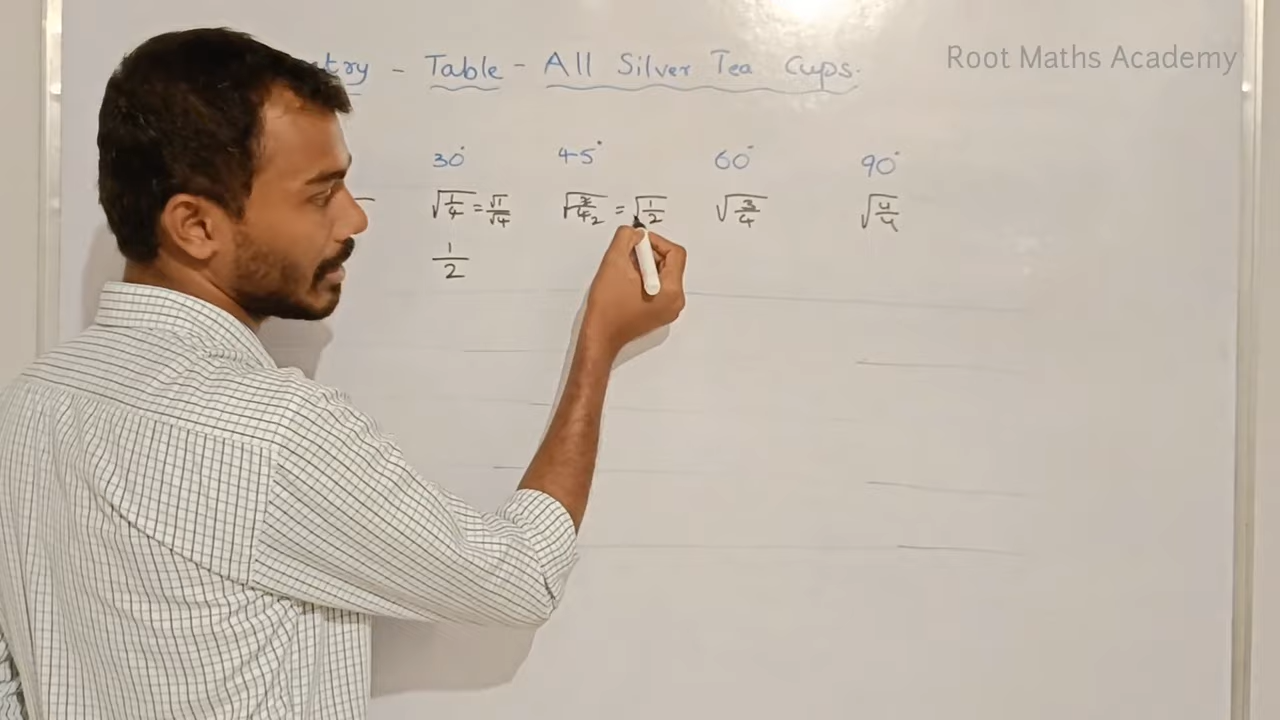 Root Maths Academy
try - Table - All Silver Tea Cups.
30° 45° 60° 90°
√(1/4) = √1/√4 √(2/4 2) = √(1/2) √(3/4) √(4/4)
1/2